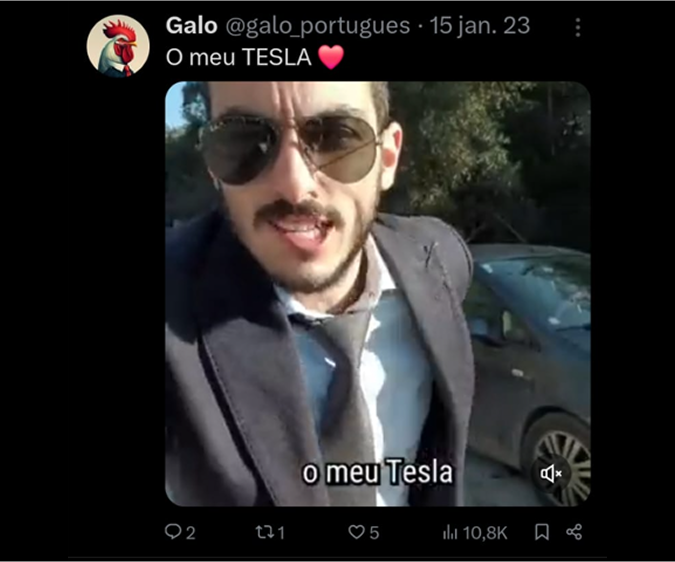 Galo @galo_portugues · 15 jan. 23
O meu TESLA ❤️
o meu Tesla
2 1 5 10,8K